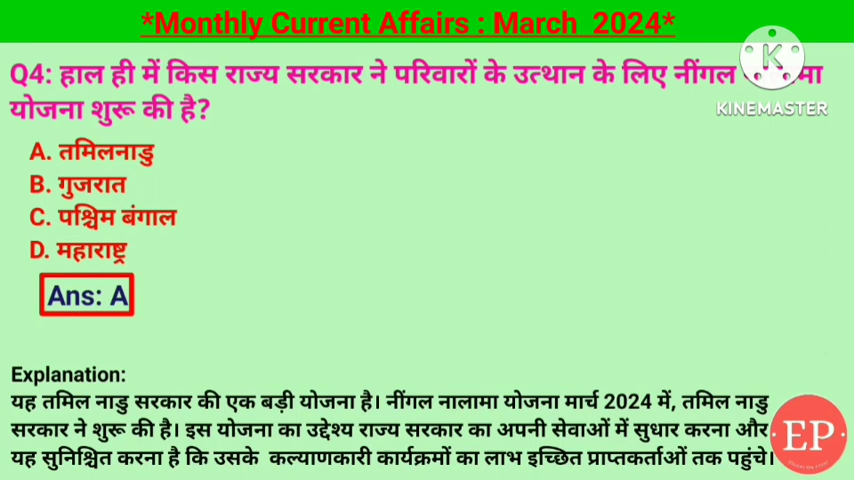 *Monthly Current Affairs : March 2024*
Q4: हाल ही में किस राज्य सरकार ने परिवारों के उत्थान के लिए नींगल
योजना शुरू की है?
KINEMASTER
A. तमिलनाडु
B. गुजरात
C. पश्चिम बंगाल
D. महाराष्ट्र
Ans: A
Explanation:
यह तमिल नाडु सरकार की एक बड़ी योजना है। नींगल नालामा योजना मार्च 2024 में, तमिल नाडु
सरकार ने शुरू की है। इस योजना का उद्देश्य राज्य सरकार का अपनी सेवाओं में सुधार करना और
यह सुनिश्चित करना है कि उसके कल्याणकारी कार्यक्रमों का लाभ इच्छित प्राप्तकर्ताओं तक पहुंचे।
EP